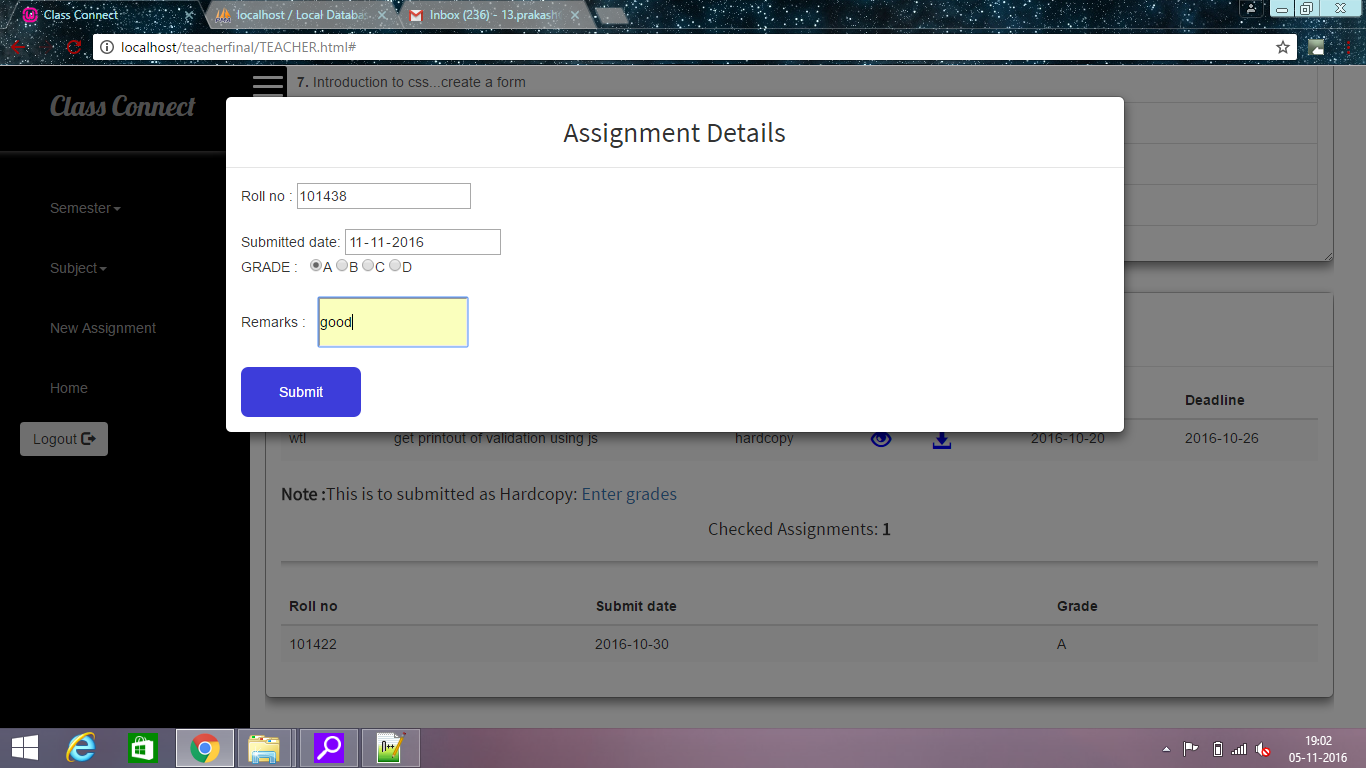 Class Connect
localhost / Local Databas
Inbox (236) - 13.prakash
localhost/teacherfinal/TEACHER.html#
Class Connect
7. Introduction to css...create a form
Assignment Details
Roll no : 101438
Submitted date: 11-11-2016
GRADE : A B C D
Remarks : good
Submit
Semester
Subject
New Assignment
Home
Logout
Deadline
wtl get printout of validation using js hardcopy 2016-10-20 2016-10-26
Note :This is to submitted as Hardcopy: Enter grades
Checked Assignments: 1
Roll no Submit date Grade
101422 2016-10-30 A
19:02
05-11-2016